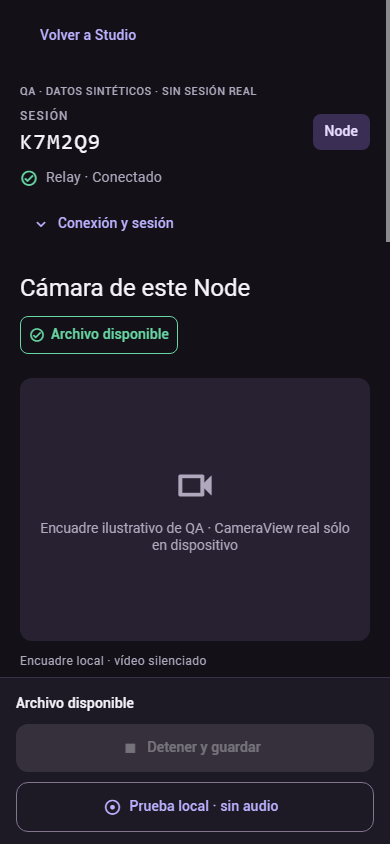 Volver a Studio
QA · DATOS SINTÉTICOS · SIN SESIÓN REAL
SESIÓN
K7M2Q9
Node
Relay · Conectado
Conexión y sesión
Cámara de este Node
Archivo disponible
Encuadre ilustrativo de QA · CameraView real sólo
en dispositivo
Encuadre local · vídeo silenciado
Archivo disponible
Detener y guardar
Prueba local · sin audio